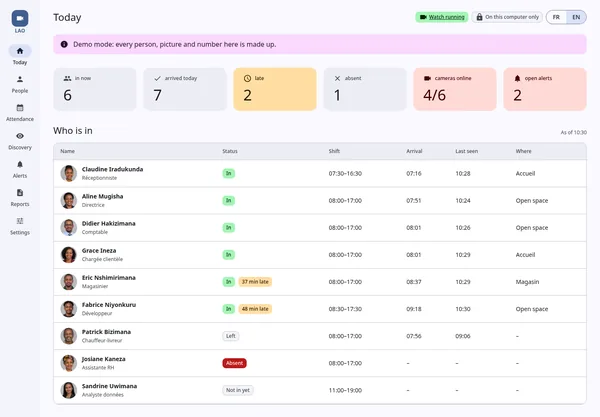 LAO
Today
People
Attendance
Discovery
Alerts
Reports
Settings
Today
Watch running
On this computer only
FR
EN
Demo mode: every person, picture and number here is made up.
in now
6
arrived today
7
late
2
absent
1
cameras online
4/6
open alerts
2
Who is in
As of 10:30
Name Status Shift Arrival Last seen Where
Claudine Iradukunda
Réceptionniste
In 07:30–16:30 07:16 10:28 Accueil
Aline Mugisha
Directrice
In 08:00–17:00 07:51 10:24 Open space
Didier Hakizimana
Comptable
In 08:00–17:00 08:01 10:26 Open space
Grace Ineza
Chargée clientèle
In 08:00–17:00 08:01 10:29 Accueil
Eric Nshimirimana
Magasinier
In 37 min late 08:00–17:00 08:37 10:29 Magasin
Fabrice Niyonkuru
Développeur
In 48 min late 08:30–17:30 09:18 10:30 Open space
Patrick Bizimana
Chauffeur-livreur
Left 08:00–17:00 07:56 09:06 –
Josiane Kaneza
Assistante RH
Absent 08:00–17:00 – – –
Sandrine Uwimana
Analyste données
Not in yet 11:00–19:00 – – –